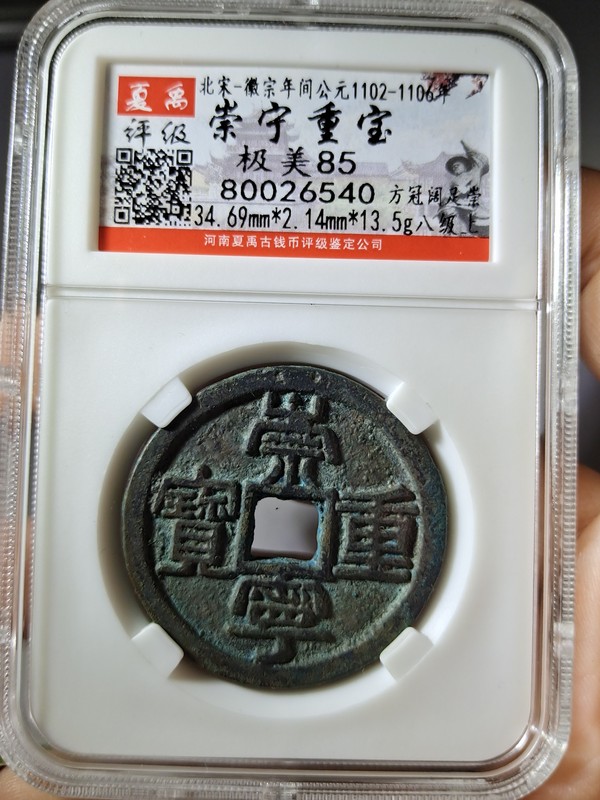 夏禹
评级
北宋-徽宗年间公元1102-1106年
崇宁重宝
极美85
80026540 方冠阔足崇
34.69mm*2.14mm*13.5g八级上
河南夏禹古钱币评级鉴定公司
崇
寧
重
寳